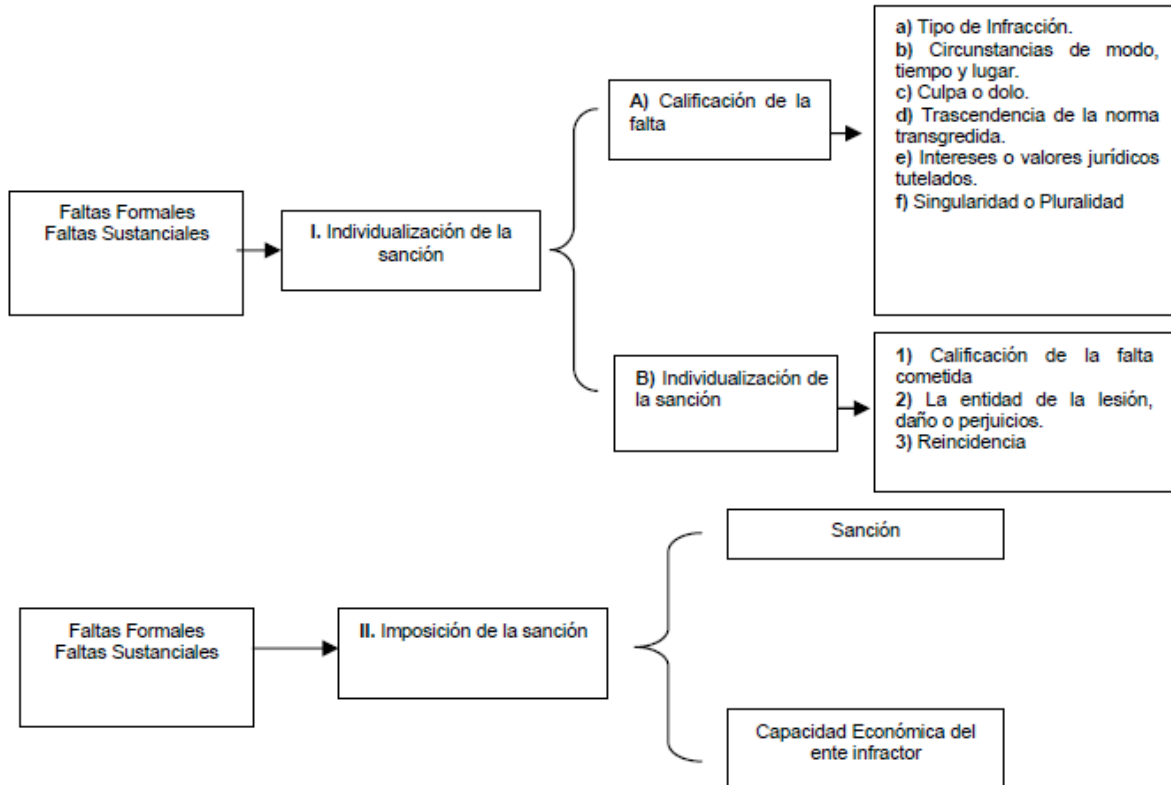 Faltas Formales
Faltas Sustanciales
I. Individualización de la
sanción
A) Calificación de la
falta
a) Tipo de Infracción.
b) Circunstancias de modo,
tiempo y lugar.
c) Culpa o dolo.
d) Trascendencia de la norma
transgredida.
e) Intereses o valores jurídicos
tutelados.
f) Singularidad o Pluralidad
B) Individualización de
la sanción
1) Calificación de la falta
cometida
2) La entidad de la lesión,
daño o perjuicios.
3) Reincidencia
Faltas Formales
Faltas Sustanciales
II. Imposición de la sanción
Sanción
Capacidad Económica del
ente infractor